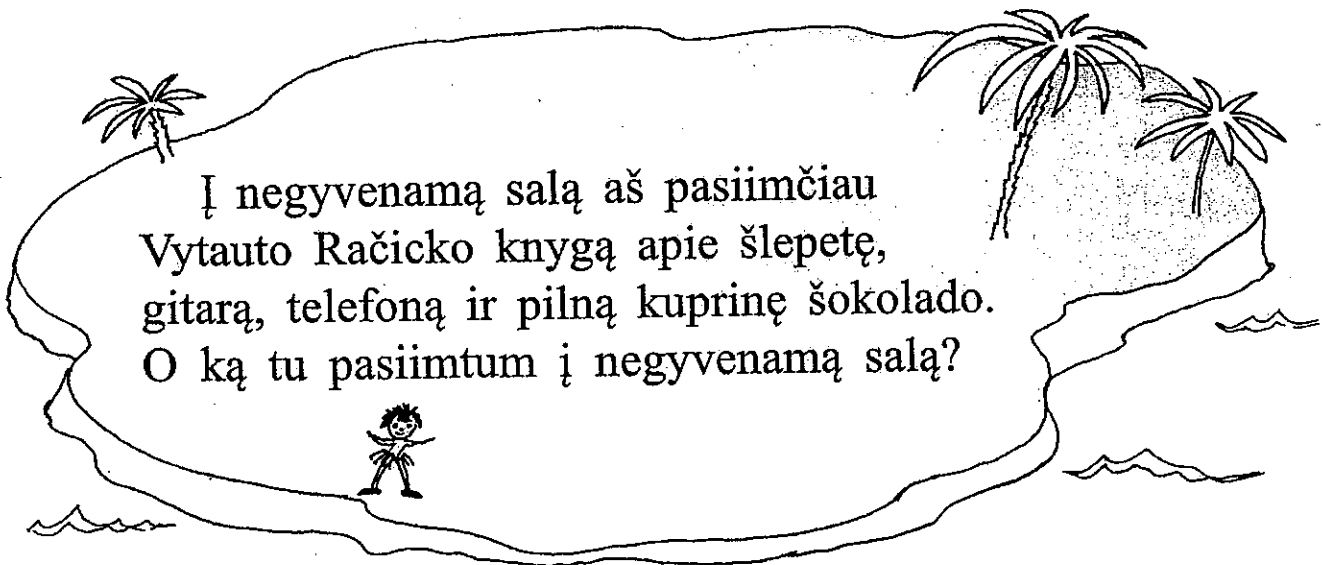 Į negyvenamą salą aš pasiimčiau
Vytauto Račicko knygą apie šlepetę,
gitarą, telefoną ir pilną kuprinę šokolado.
O ką tu pasiimtum į negyvenamą salą?